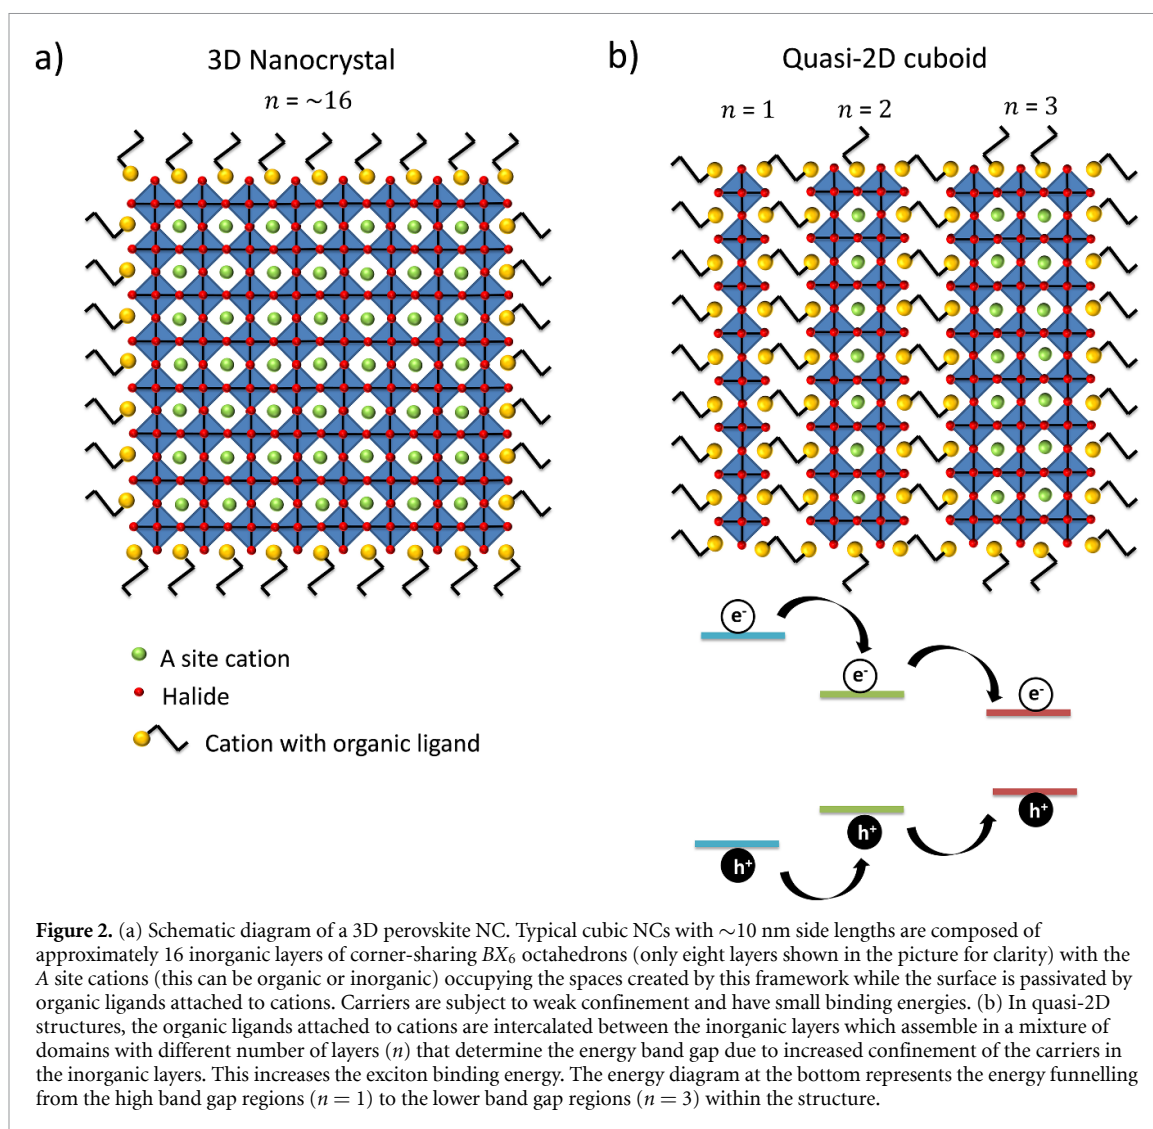 a)
3D Nanocrystal
n = ~16
b)
Quasi-2D cuboid
n = 1
n = 2
n = 3
A site cation
Halide
Cation with organic ligand
e-
e-
e-
h+
h+
h+
Figure 2. (a) Schematic diagram of a 3D perovskite NC. Typical cubic NCs with ∼10 nm side lengths are composed of
approximately 16 inorganic layers of corner-sharing BX₆ octahedrons (only eight layers shown in the picture for clarity) with the
A site cations (this can be organic or inorganic) occupying the spaces created by this framework while the surface is passivated by
organic ligands attached to cations. Carriers are subject to weak confinement and have small binding energies. (b) In quasi-2D
structures, the organic ligands attached to cations are intercalated between the inorganic layers which assemble in a mixture of
domains with different number of layers (n) that determine the energy band gap due to increased confinement of the carriers in
the inorganic layers. This increases the exciton binding energy. The energy diagram at the bottom represents the energy funnelling
from the high band gap regions (n = 1) to the lower band gap regions (n = 3) within the structure.